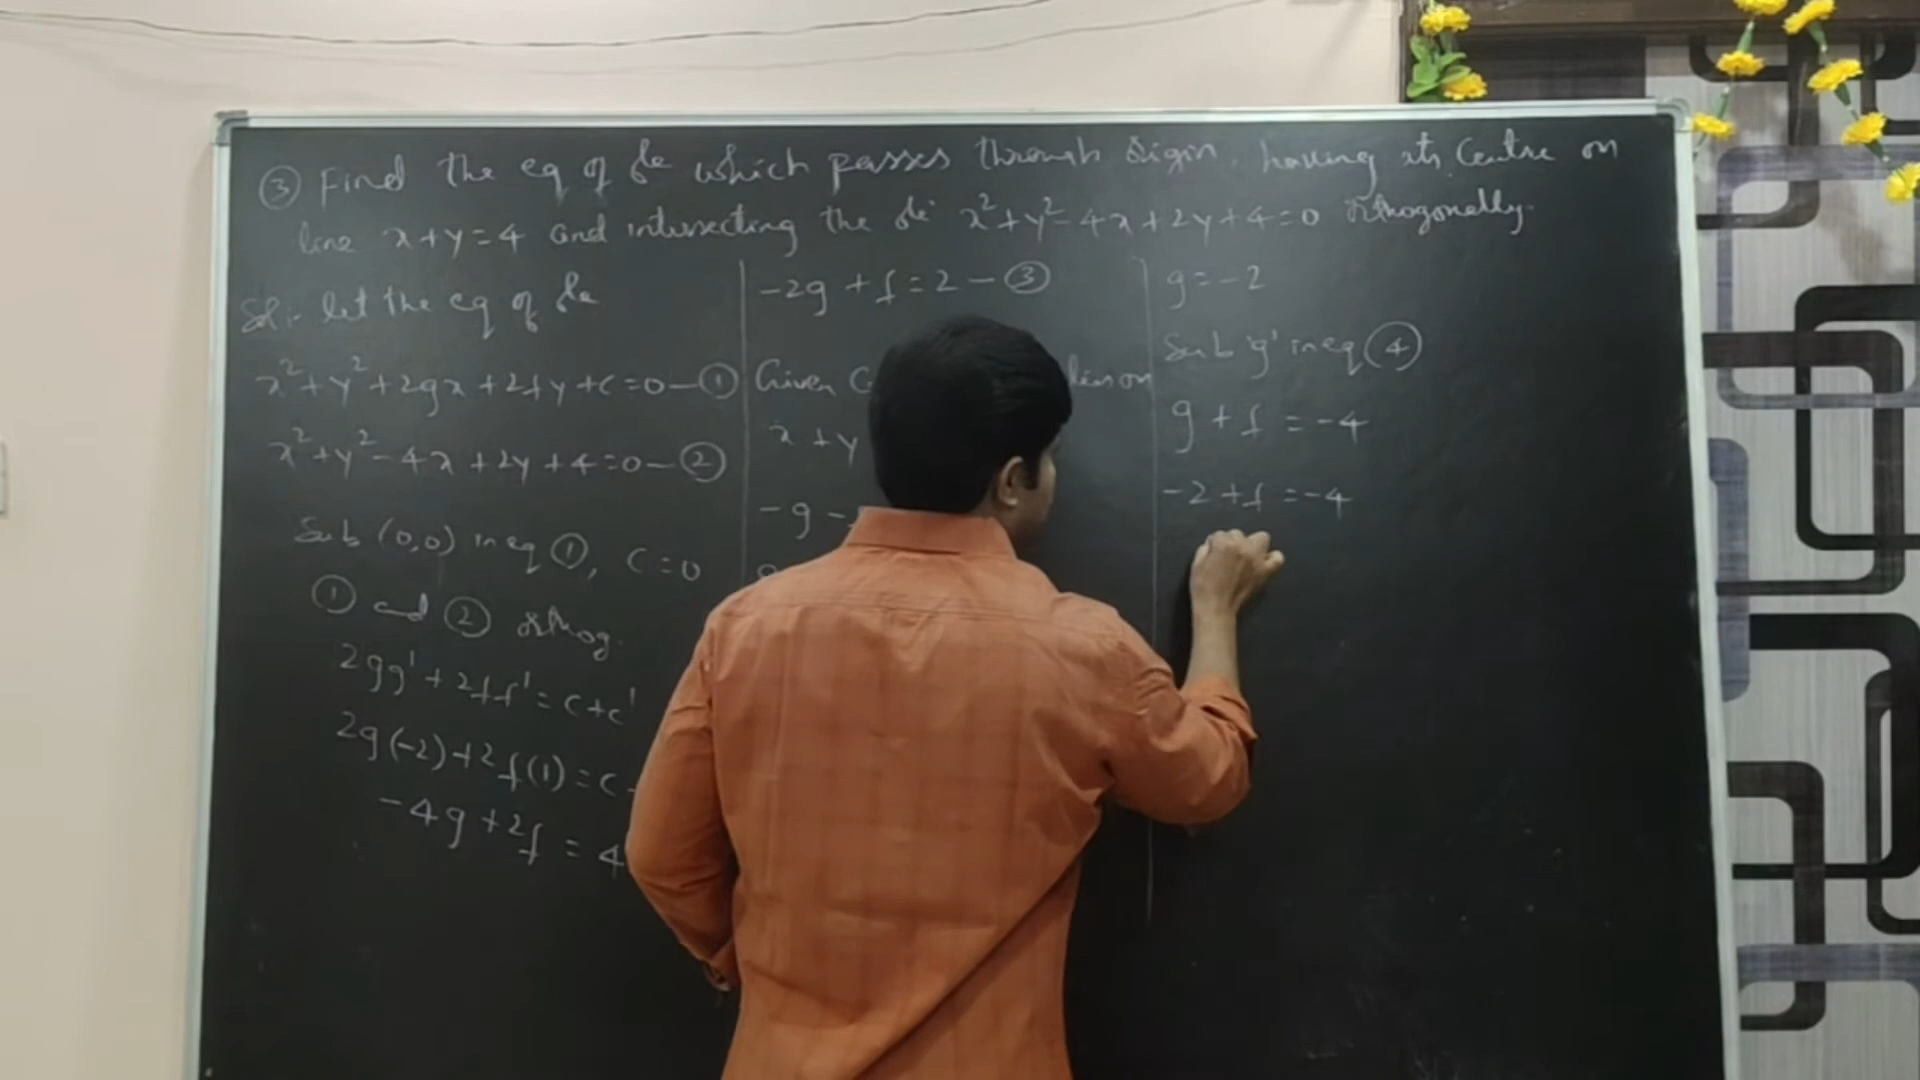 ③ Find the eq of which passes through origin, having its Centre on
line x+y=4 and intersecting the x²+y²-4x+2y+4=0 orthogonally.
Sol:- let the eq of
x²+y²+2gx+2fy+c=0-①
x²+y²-4x+2y+4=0-②
Sub (0,0) in eq ①, C=0
① and ② orthog.
2gg'+2ff'=c+c'
2g(-2)+2f(1)=c
-4g+2f=4
-2g+f=2-③
Given lies on
x+y
-g-
g=-2
Sub 'g' in eq ④
g+f=-4
-2+f=-4